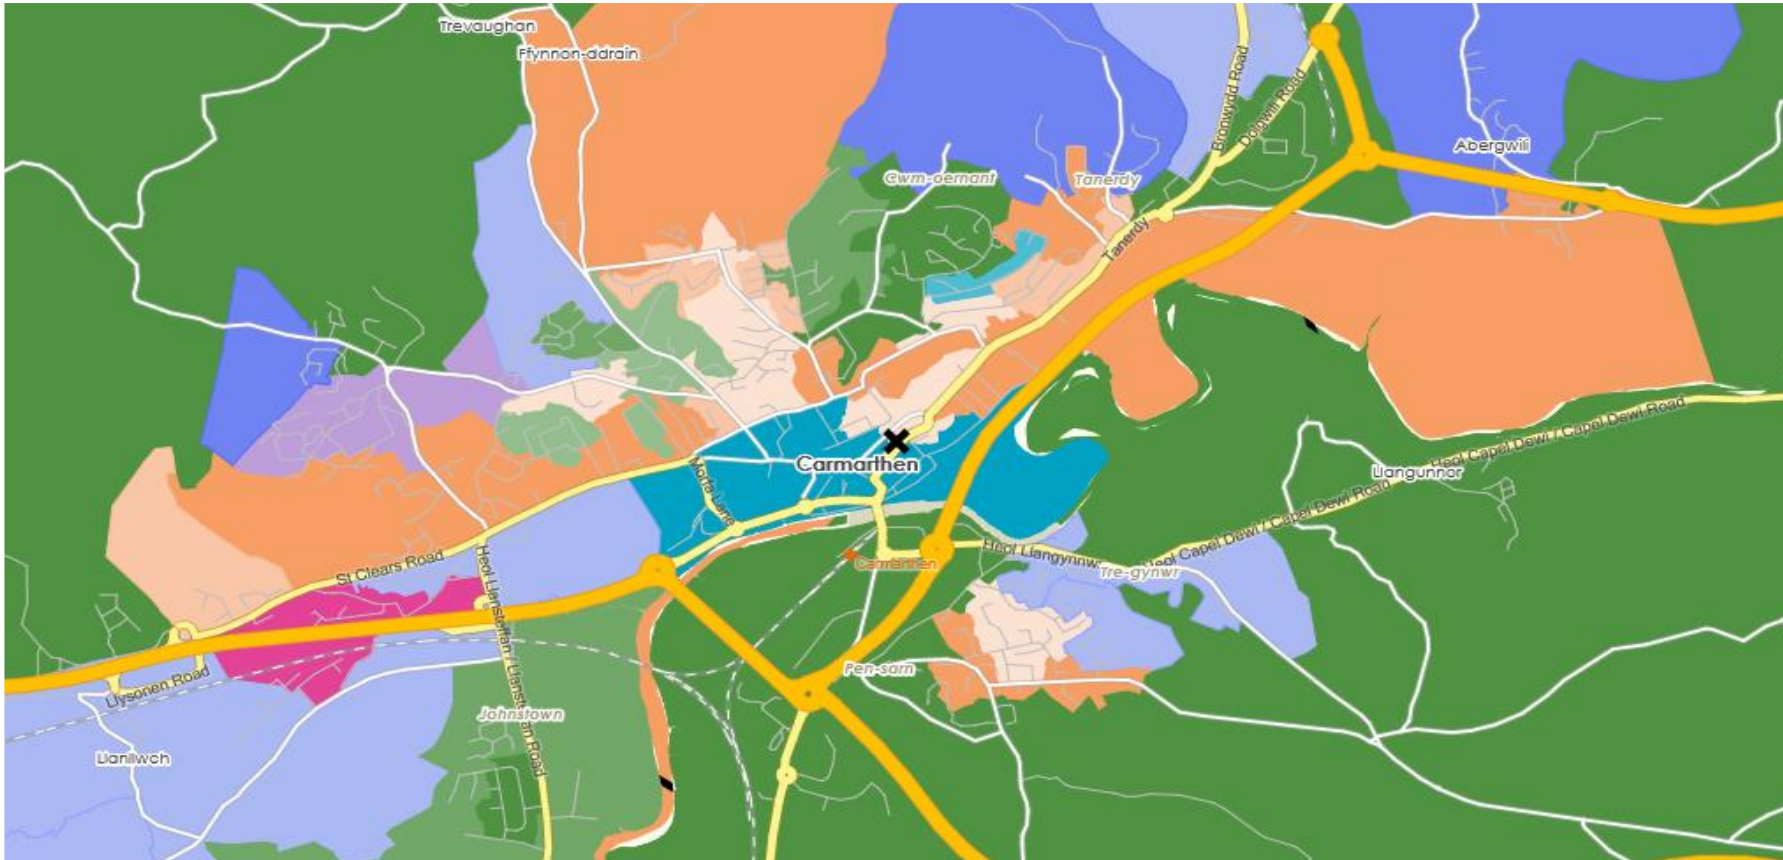 Trevaughan
Ffynnon-ddrain
Bronwydd Road
Dolgwili Road
Abergwili
Cwm-oernant
Tanerdy
Tanerdy
Carmarthen
Morfa Lane
St Clears Road
Heol Llansteffan / Llansteffan Road
Carmarthen
Heol Llangynnwr
Heol Capel Dewi / Capel Dewi Road
Heol Capel Dewi / Capel Dewi Road
Llangunnor
Tre-gynwr
Pen-sarn
Llysonen Road
Johnstown
Llanllwch